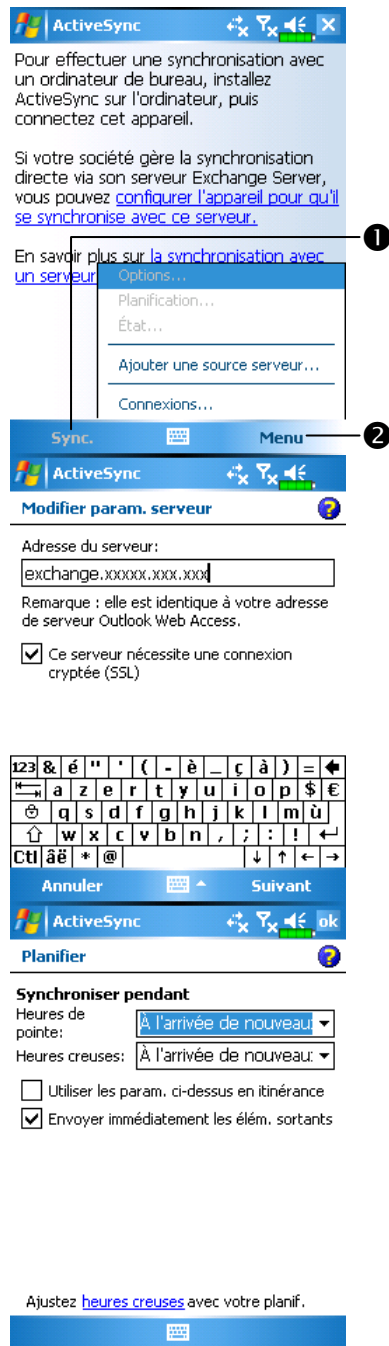 ActiveSync
Pour effectuer une synchronisation avec
un ordinateur de bureau, installez
ActiveSync sur l'ordinateur, puis
connectez cet appareil.
Si votre société gère la synchronisation
directe via son serveur Exchange Server,
vous pouvez configurer l'appareil pour qu'il
se synchronise avec ce serveur.
En savoir plus sur la synchronisation avec
un serveur
Options...
Planification...
État...
Ajouter une source serveur...
Connexions...
Sync. Menu
1
2
ActiveSync
Modifier param. serveur
Adresse du serveur:
exchange.xxxxx.xxx.xxx
Remarque : elle est identique à votre adresse
de serveur Outlook Web Access.
Ce serveur nécessite une connexion
cryptée (SSL)
123 & é " ' ( - è _ ç à ) =
a z e r t y u i o p $ €
q s d f g h j k l m ù
w x c v b n , ; : !
Ctl âë * @ ↓ ↑ ← →
Annuler Suivant
ActiveSync ok
Planifier
Synchroniser pendant
Heures de
pointe: À l'arrivée de nouveau
Heures creuses: À l'arrivée de nouveau
Utiliser les param. ci-dessus en itinérance
Envoyer immédiatement les élém. sortants
Ajustez heures creuses avec votre planif.